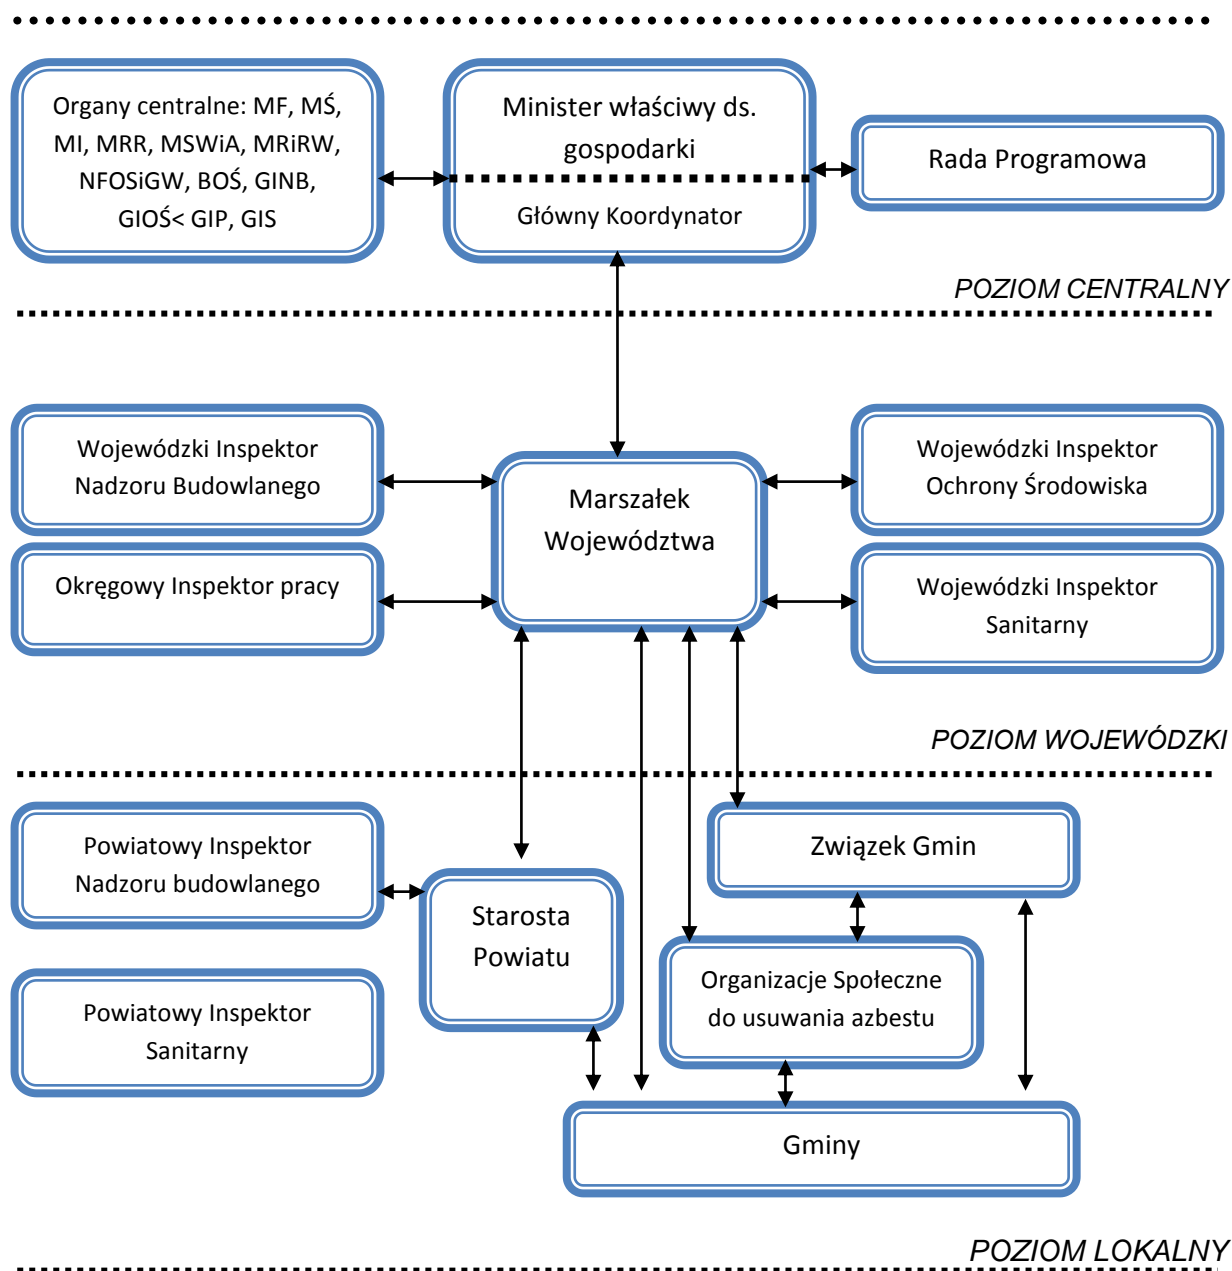 Organy centralne: MF, MŚ,
MI, MRR, MSWiA, MRiRW,
NFOSiGW, BOŚ, GINB,
GIOŚ< GIP, GIS
Minister właściwy ds.
gospodarki
Główny Koordynator
Rada Programowa
POZIOM CENTRALNY
Wojewódzki Inspektor
Nadzoru Budowlanego
Okręgowy Inspektor pracy
Marszałek
Województwa
Wojewódzki Inspektor
Ochrony Środowiska
Wojewódzki Inspektor
Sanitarny
POZIOM WOJEWÓDZKI
Powiatowy Inspektor
Nadzoru budowlanego
Powiatowy Inspektor
Sanitarny
Starosta
Powiatu
Związek Gmin
Organizacje Społeczne
do usuwania azbestu
Gminy
POZIOM LOKALNY